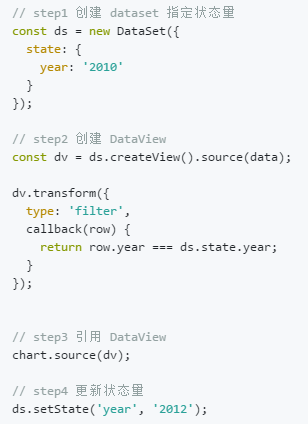 // step1 创建 dataset 指定状态量
const ds = new DataSet({
  state: {
    year: '2010'
  }
});

// step2 创建 DataView
const dv = ds.createView().source(data);

dv.transform({
  type: 'filter',
  callback(row) {
    return row.year === ds.state.year;
  }
});

// step3 引用 DataView
chart.source(dv);

// step4 更新状态量
ds.setState('year', '2012');